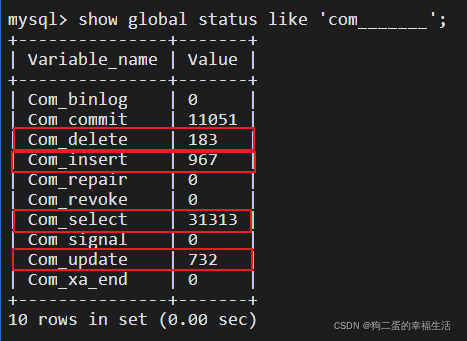 mysql> show global status like 'com_______';
+---------------+-------+
| Variable_name | Value |
+---------------+-------+
| Com_binlog | 0 |
| Com_commit | 11051 |
| Com_delete | 183 |
| Com_insert | 967 |
| Com_repair | 0 |
| Com_revoke | 0 |
| Com_select | 31313 |
| Com_signal | 0 |
| Com_update | 732 |
| Com_xa_end | 0 |
+---------------+-------+
10 rows in set (0.00 sec)
CSDN @狗二蛋的幸福生活